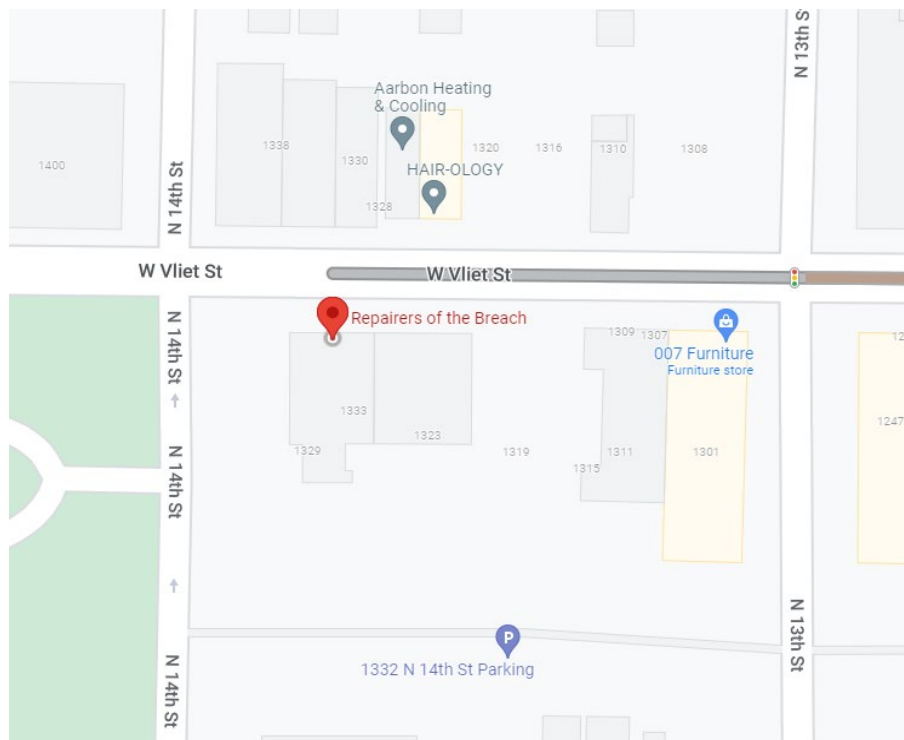 N 13th St
Aarbon Heating
& Cooling
1338
1330
1320
1316
1310
1308
1400
HAIR-OLOGY
N 14th St
1328
W Vliet St
W Vliet St
N 14th St
Repairers of the Breach
1309
1307
007 Furniture
Furniture store
1333
1323
1329
1319
1315
1311
1301
1247
N 14th St
N 13th St
P
1332 N 14th St Parking
N 14th St